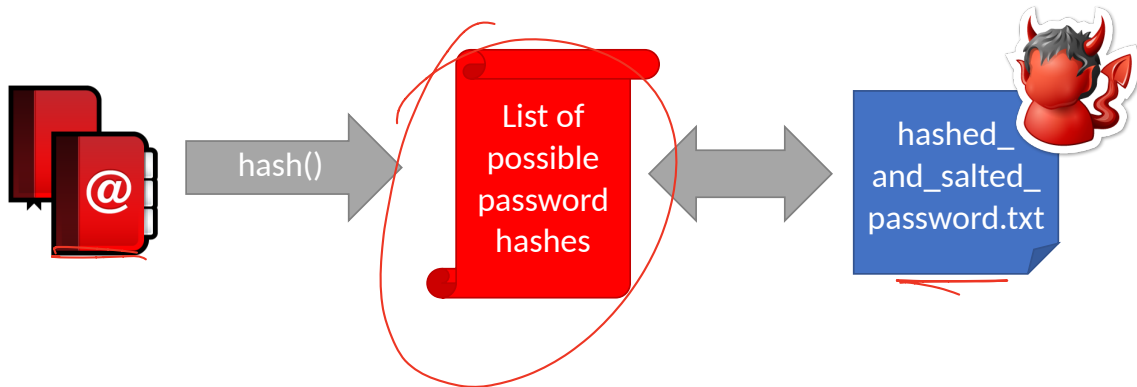 @
hash()
List of
possible
password
hashes
hashed_
and_salted_
password.txt